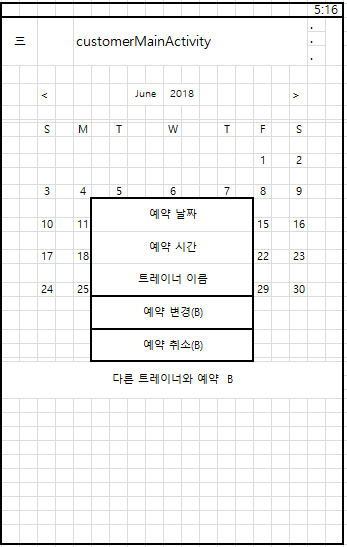 5:16
三 customerMainActivity
< June 2018 >
S M T W T F S
1 2
3 4 5 6 7 8 9
예약 날짜
10 11 15 16
예약 시간
17 18 22 23
트레이너 이름
24 25 29 30
예약 변경(B)
예약 취소(B)
다른 트레이너와 예약 B